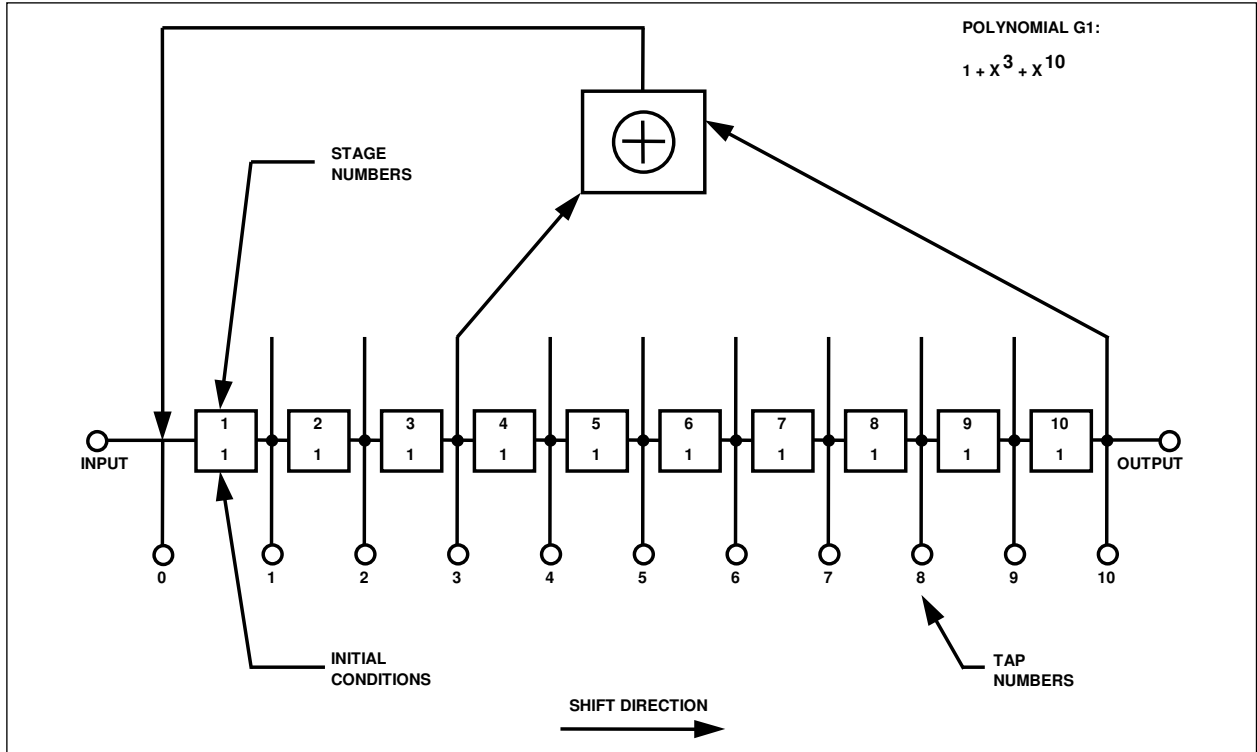 POLYNOMIAL G1:
1 + X^3 + X^10
STAGE
NUMBERS
1 2 3 4 5 6 7 8 9 10
1 1 1 1 1 1 1 1 1 1
INPUT
OUTPUT
0 1 2 3 4 5 6 7 8 9 10
INITIAL
CONDITIONS
TAP
NUMBERS
SHIFT DIRECTION